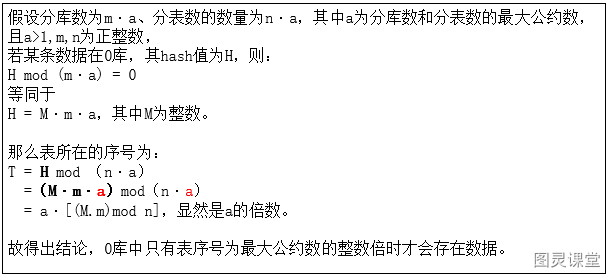 假设分库数为m·a、分表数的数量为n·a，其中a为分库数和分表数的最大公约数，
且a>1,m,n为正整数，
若某条数据在0库，其hash值为H，则：
H mod (m·a) = 0
等同于
H = M·m·a，其中M为整数。
那么表所在的序号为：
T = H mod （n·a）
= (M·m·a) mod（n·a）
= a·[(M.m)mod n]，显然是a的倍数。
故得出结论，0库中只有表序号为最大公约数的整数倍时才会存在数据。
图灵课堂